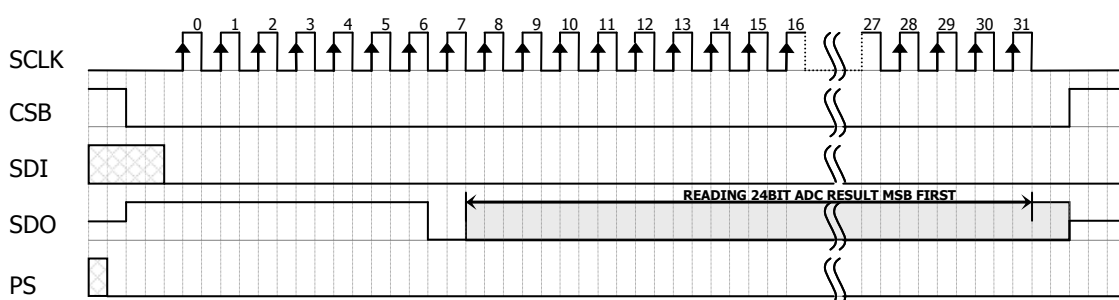 0 1 2 3 4 5 6 7 8 9 10 11 12 13 14 15 16 27 28 29 30 31
SCLK
CSB
SDI
READING 24BIT ADC RESULT MSB FIRST
SDO
PS